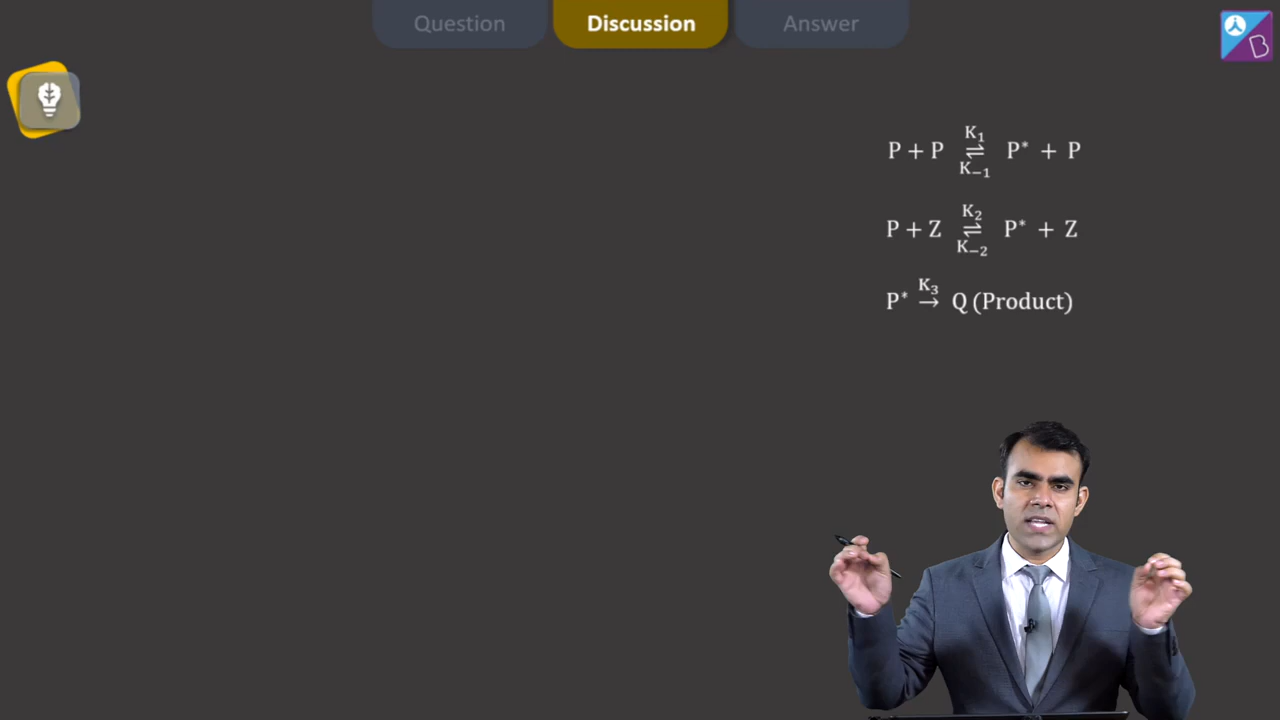 Question
Discussion
Answer
P + P ⇌ P* + P
K₁
K₋₁
P + Z ⇌ P* + Z
K₂
K₋₂
P* → Q (Product)
K₃
B